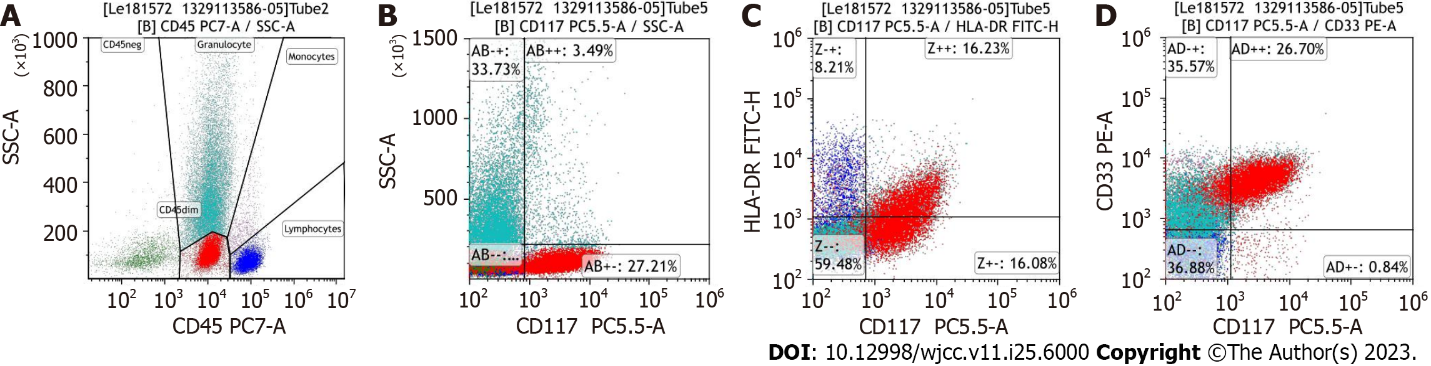 A
[Le181572 1329113586-05]Tube2
[B] CD45 PC7-A / SSC-A
(×10³)
1000
800
600
400
200
SSC-A
CD45neg
Granulocyte
Monocytes
CD45dim
Lymphocytes
10² 10³ 10⁴ 10⁵ 10⁶ 10⁷
CD45 PC7-A
B
[Le181572 1329113586-05]Tube5
[B] CD117 PC5.5-A / SSC-A
(×10³)
1500
1000
500
SSC-A
AB-+:
33.73%
AB++: 3.49%
AB--:...
AB+-: 27.21%
10² 10³ 10⁴ 10⁵ 10⁶
CD117 PC5.5-A
C
[Le181572 1329113586-05]Tube5
[B] CD117 PC5.5-A / HLA-DR FITC-H
10⁶
10⁵
10⁴
10³
10²
HLA-DR FITC-H
Z-+:
8.21%
Z++: 16.23%
Z--:
59.48%
Z+-: 16.08%
10² 10³ 10⁴ 10⁵ 10⁶
CD117 PC5.5-A
D
[Le181572 1329113586-05]Tube5
[B] CD117 PC5.5-A / CD33 PE-A
10⁶
10⁵
10⁴
10³
10²
CD33 PE-A
AD-+:
35.57%
AD++: 26.70%
AD--:
36.88%
AD+-: 0.84%
10² 10³ 10⁴ 10⁵ 10⁶
CD117 PC5.5-A
DOI: 10.12998/wjcc.v11.i25.6000 Copyright ©The Author(s) 2023.